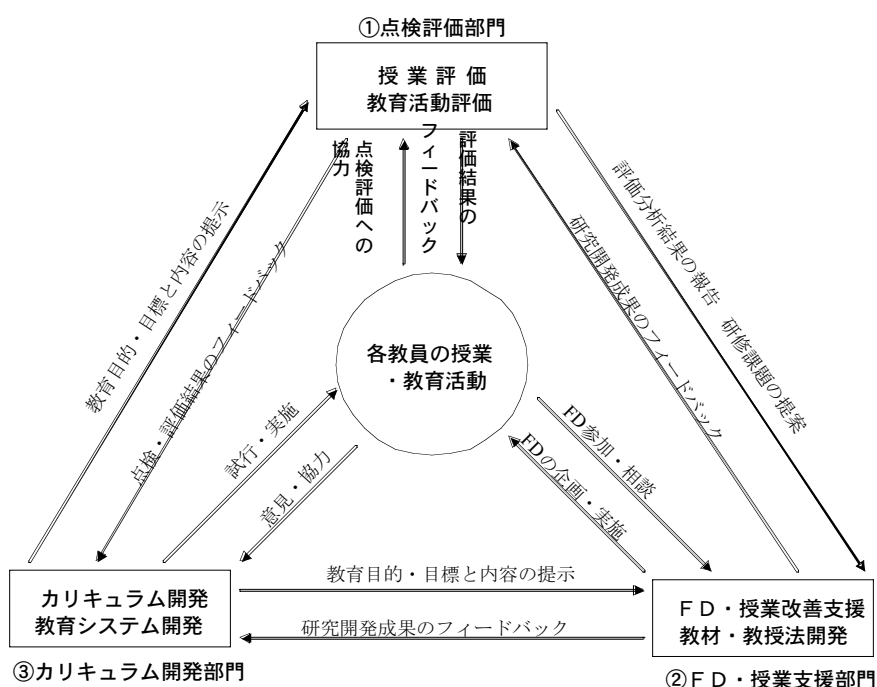 ①点検評価部門
授 業 評 価
教育活動評価
点検評価への
協力
評価結果の
フィードバック
教育目的・目標と内容の提示
点検・評価結果のフィードバック
評価分析結果の報告　研修課題の提案
研究開発成果のフィードバック
各教員の授業
・教育活動
試行・実施
意見・協力
FD参加・相談
FDの企画・実施
カリキュラム開発
教育システム開発
③カリキュラム開発部門
教育目的・目標と内容の提示
研究開発成果のフィードバック
ＦＤ・授業改善支援
教材・教授法開発
②ＦＤ・授業支援部門